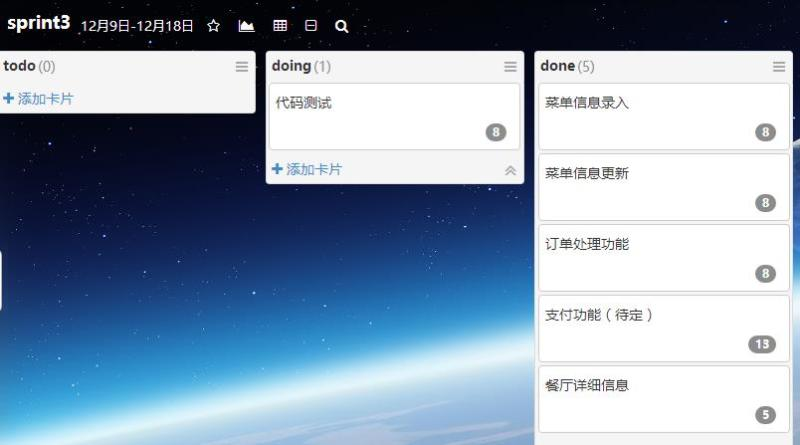 sprint3 12月9日-12月18日
todo (0)
+ 添加卡片
doing (1)
代码测试
8
+ 添加卡片
done (5)
菜单信息录入
8
菜单信息更新
8
订单处理功能
8
支付功能（待定）
13
餐厅详细信息
5